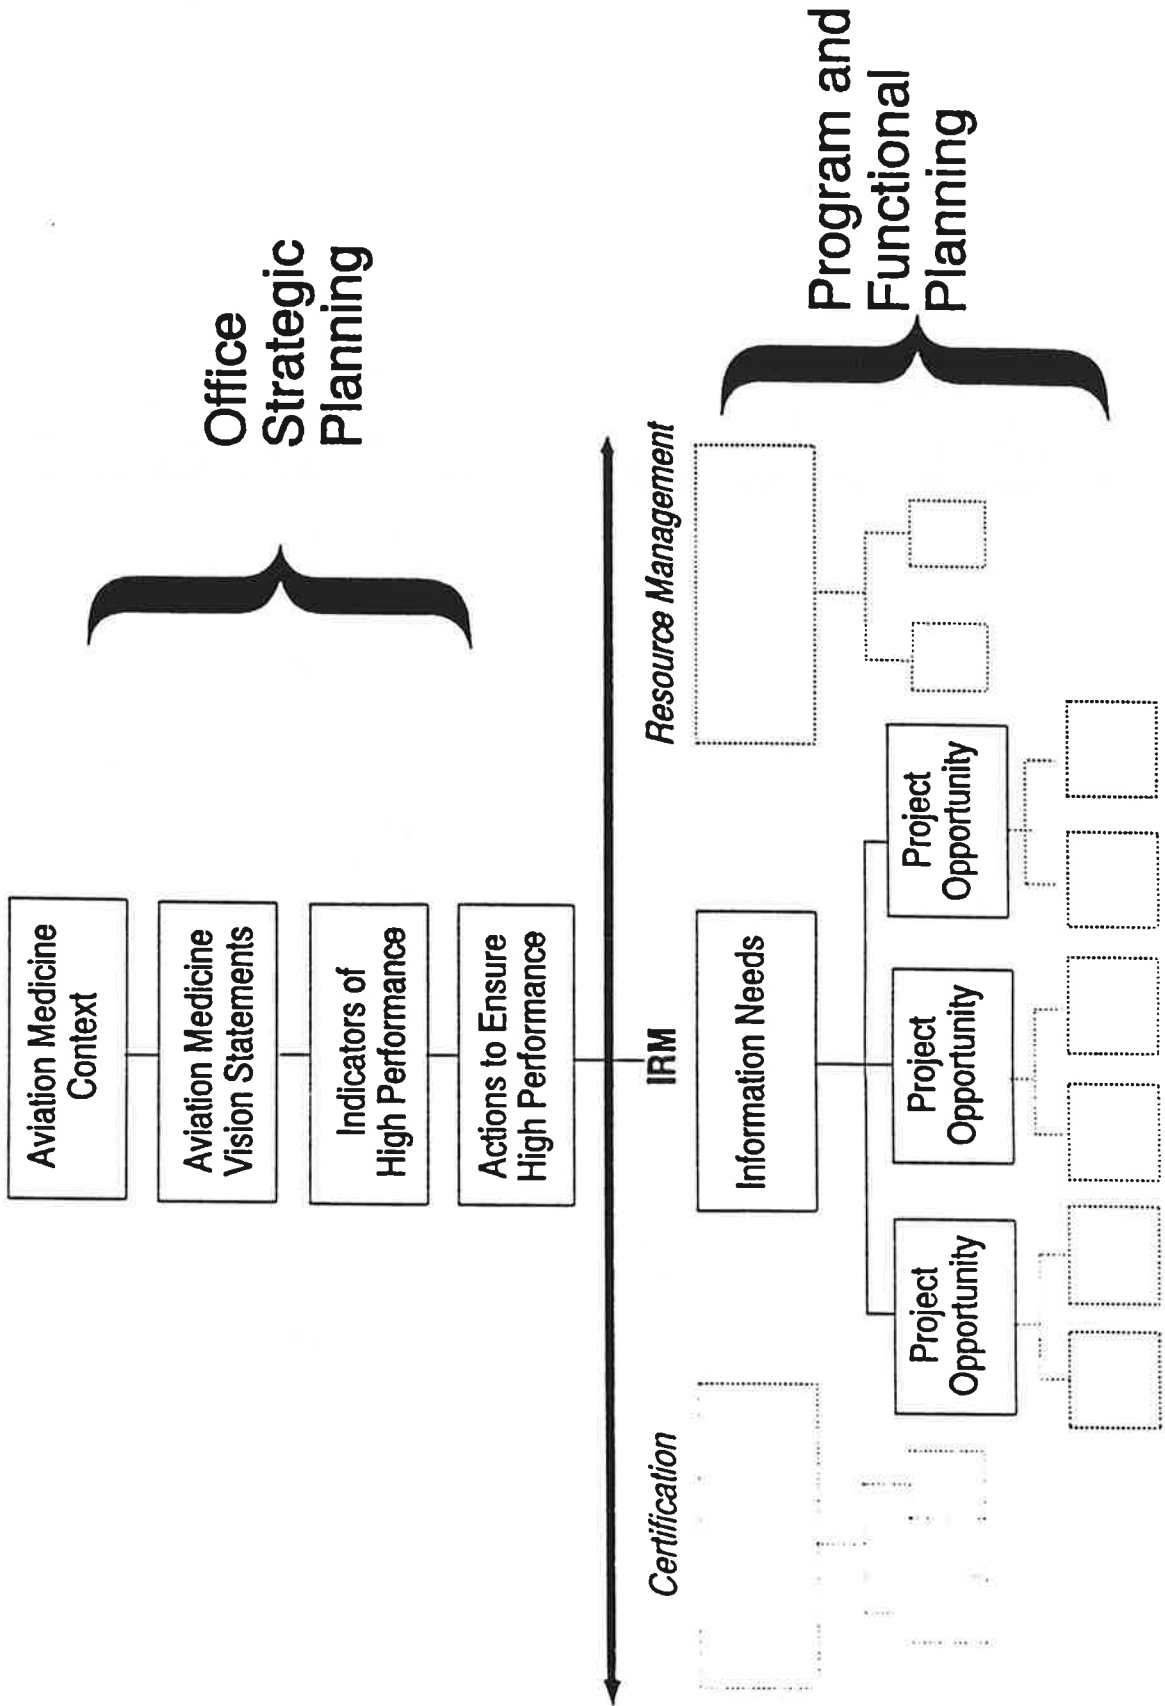 Aviation Medicine
Context
Aviation Medicine
Vision Statements
Indicators of
High Performance
Actions to Ensure
High Performance
Office
Strategic
Planning
Certification
IRM
Resource Management
Information Needs
Project
Opportunity
Project
Opportunity
Project
Opportunity
Program and
Functional
Planning